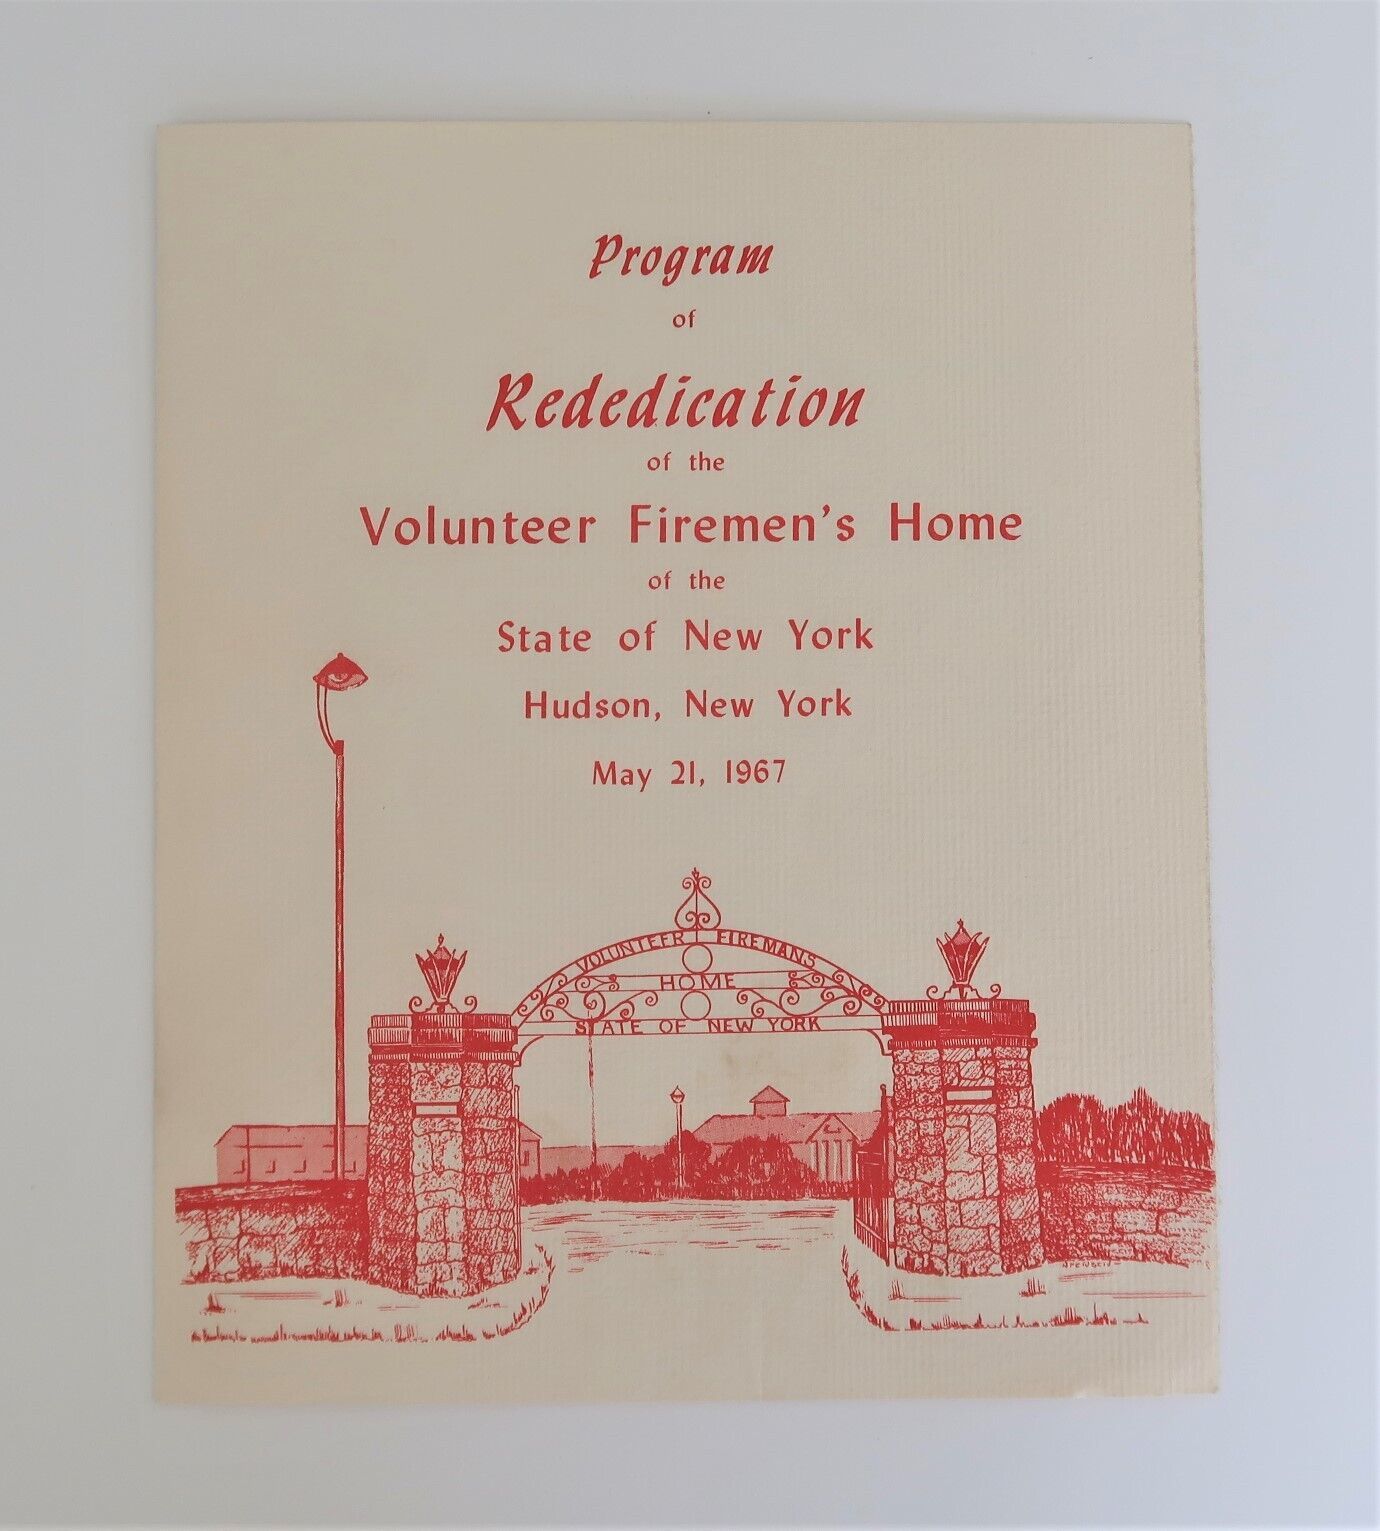 Program
of
Rededication
of the
Volunteer Firemen's Home
of the
State of New York
Hudson, New York
May 21, 1967
VOLUNTEER FIREMANS
HOME
STATE OF NEW YORK